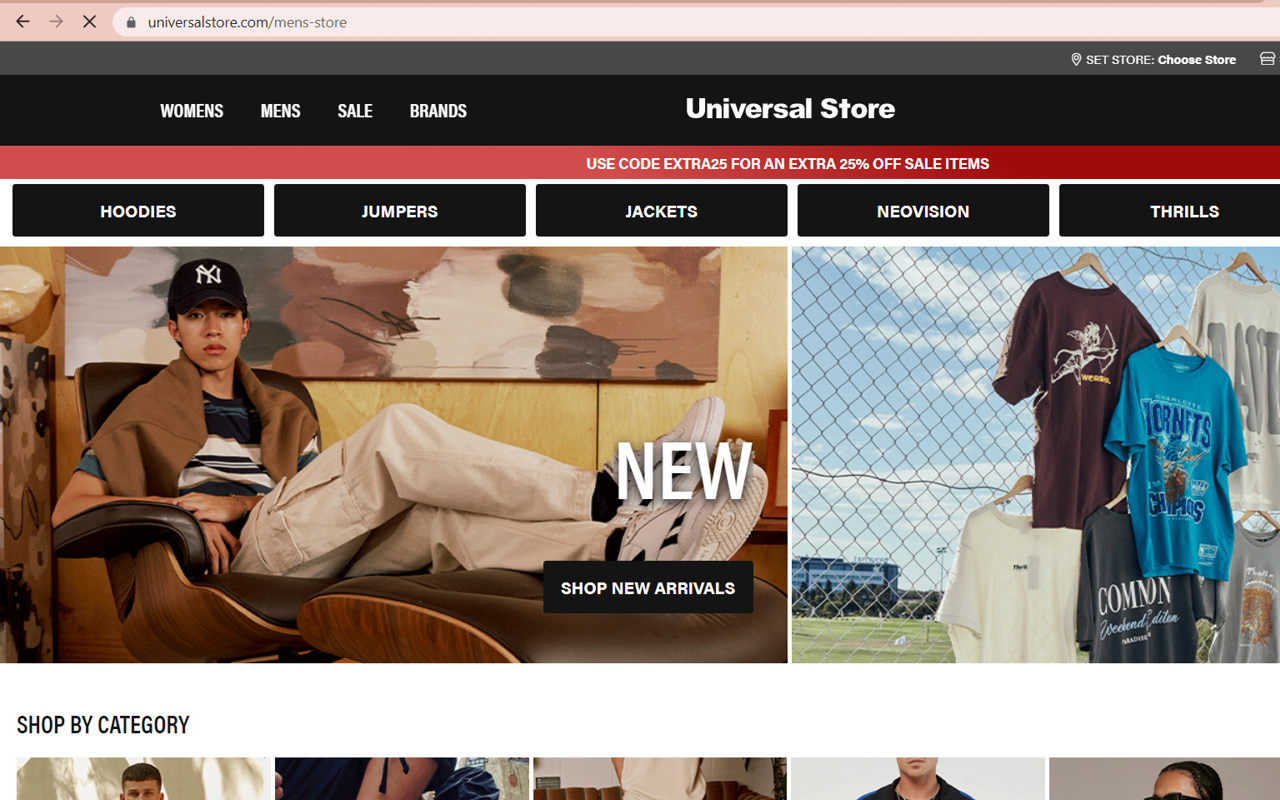 universalstore.com/mens-store
SET STORE: Choose Store
WOMENS MENS SALE BRANDS
Universal Store
USE CODE EXTRA25 FOR AN EXTRA 25% OFF SALE ITEMS
HOODIES JUMPERS JACKETS NEOVISION THRILLS
NY
WORSHIP
CHARLOTTE
HORNETS
CHAMPIONS
NEW
SHOP NEW ARRIVALS
Thrills
COMMON
Weekend Edition
PARADISE
SHOP BY CATEGORY